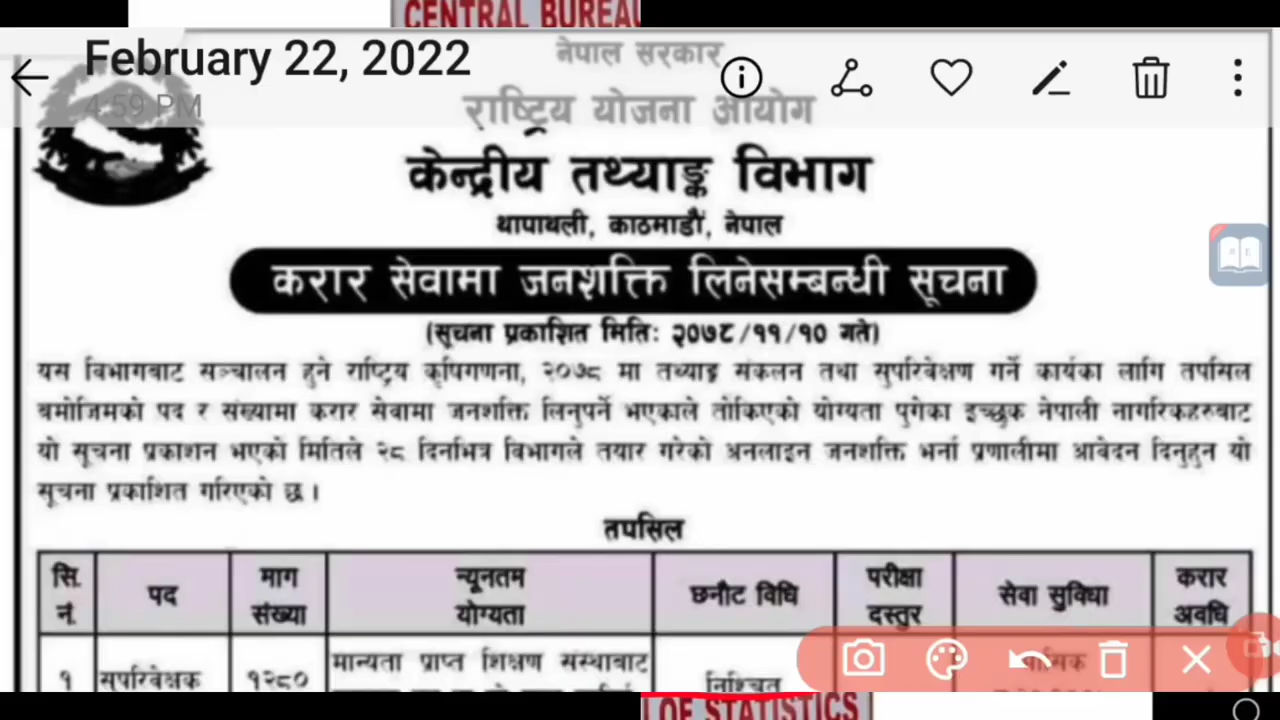 CENTRAL BUREAU
February 22, 2022
4:59 PM
नेपाल सरकार
राष्ट्रिय योजना आयोग
केन्द्रीय तथ्याङ्क विभाग
थापाथली, काठमाडौं, नेपाल
करार सेवामा जनशक्ति लिनेसम्बन्धी सूचना
(सूचना प्रकाशित मितिः २०७८/११/१० गते)
यस विभागबाट सञ्चालन हुने राष्ट्रिय कृषिगणना, २०७८ मा तथ्याङ्क संकलन तथा सुपरिवेक्षण गर्ने कार्यका लागि तपसिल
बमोजिमको पद र संख्यामा करार सेवामा जनशक्ति लिनुपर्ने भएकाले तोकिएको योग्यता पुगेका इच्छुक नेपाली नागरिकहरुबाट
यो सूचना प्रकाशन भएको मितिले २८ दिनभित्र विभागले तयार गरेको अनलाइन जनशक्ति भर्ना प्रणालीमा आवेदन दिनुहुन यो
सूचना प्रकाशित गरिएको छ ।
तपसिल
सि. नं. पद माग संख्या न्यूनतम योग्यता छनौट विधि परीक्षा दस्तुर सेवा सुविधा करार अवधि
१ सुपरिवेक्षक १२८० मान्यता प्राप्त शिक्षण संस्थाबाट निश्चित मासिक
OF STATISTICS